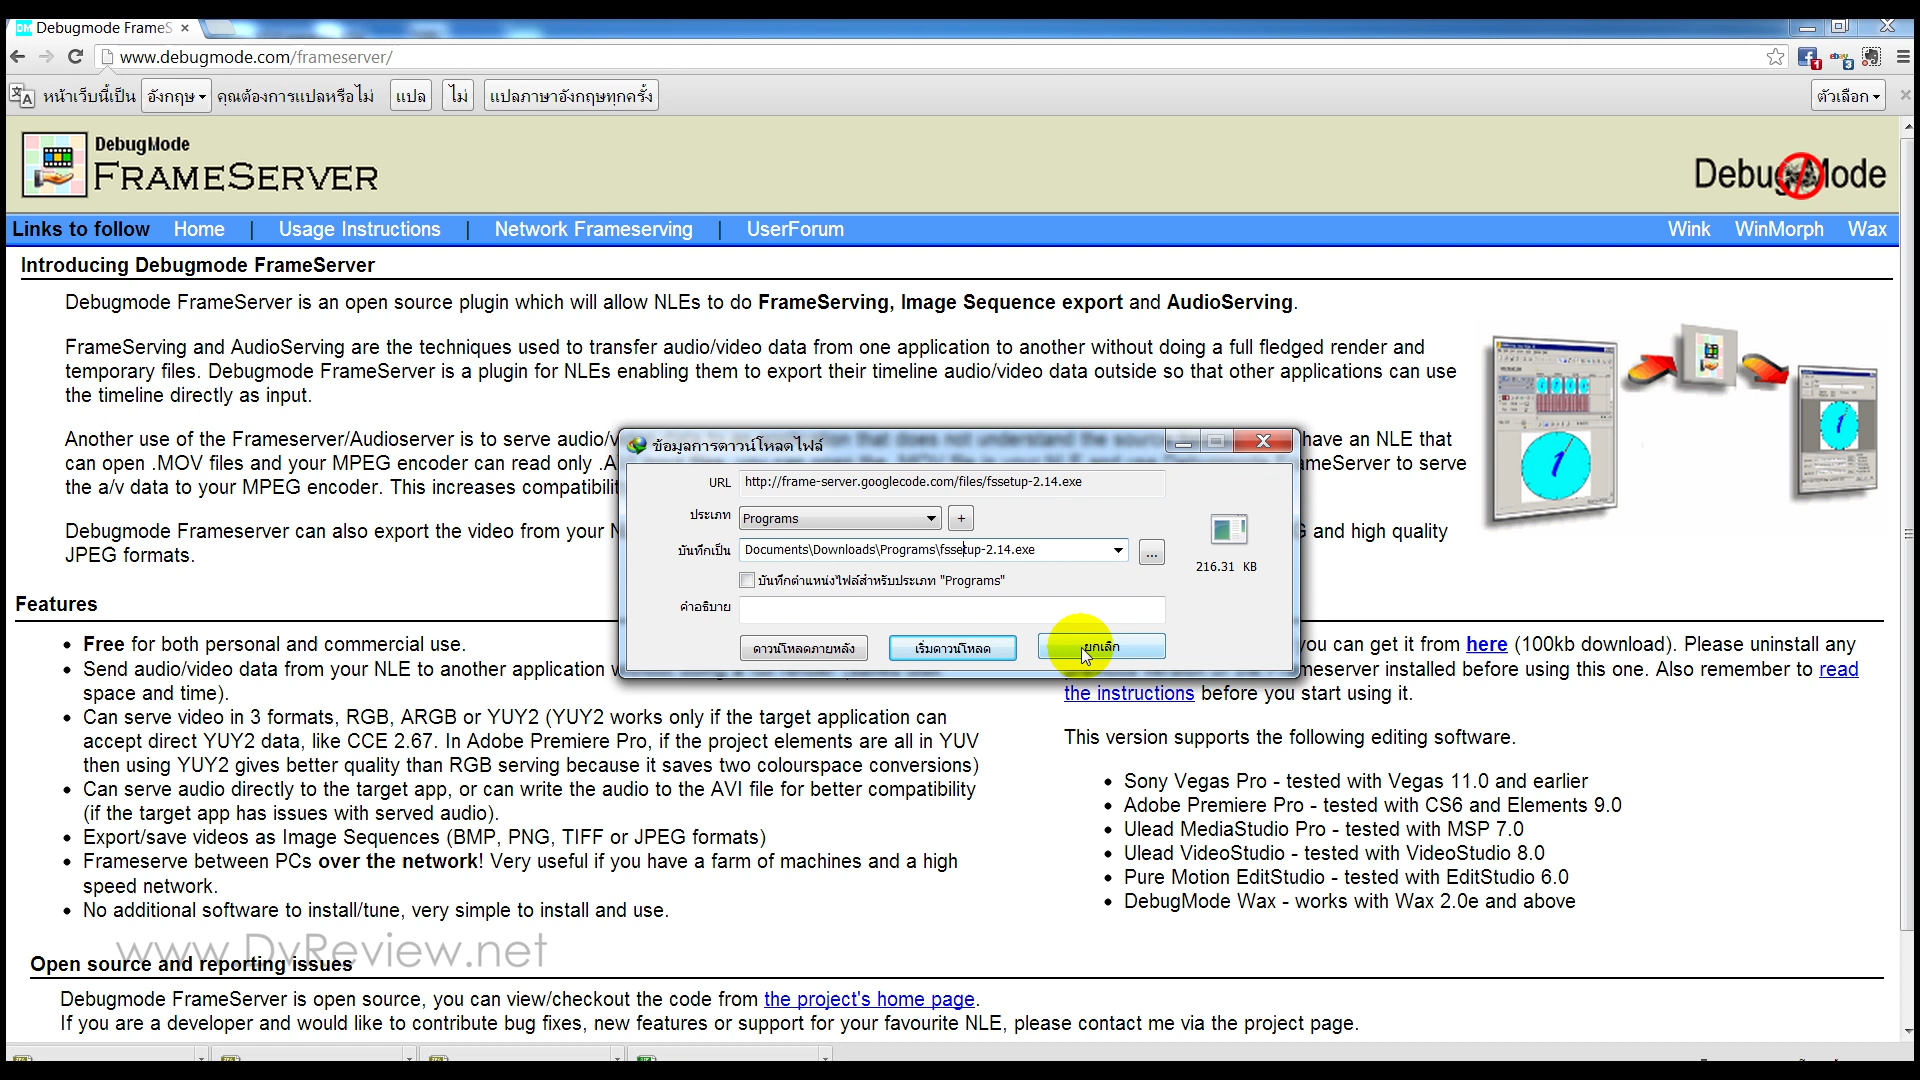 Debugmode FrameS
www.debugmode.com/frameserver/
1
ebay
3
หน้าเว็บนี้เป็น อังกฤษ คุณต้องการแปลหรือไม่ แปล ไม่ แปลภาษาอังกฤษทุกครั้ง ตัวเลือก
DebugMode
FRAMESERVER
Links to follow Home | Usage Instructions | Network Frameserving | UserForum Wink WinMorph Wax
Introducing Debugmode FrameServer
Debugmode FrameServer is an open source plugin which will allow NLEs to do FrameServing, Image Sequence export and AudioServing.
FrameServing and AudioServing are the techniques used to transfer audio/video data from one application to another without doing a full fledged render and
temporary files. Debugmode FrameServer is a plugin for NLEs enabling them to export their timeline audio/video data outside so that other applications can use
the timeline directly as input.
Another use of the Frameserver/Audioserver is to serve audio/v
have an NLE that
can open .MOV files and your MPEG encoder can read only .A
ameServer to serve
the a/v data to your MPEG encoder. This increases compatibilit
Debugmode Frameserver can also export the video from your N
and high quality
JPEG formats.
ข้อมูลการดาวน์โหลดไฟล์
URL http://frame-server.googlecode.com/files/fssetup-2.14.exe
ประเภท Programs +
บันทึกเป็น Documents\Downloads\Programs\fssetup-2.14.exe ...
216.31 KB
บันทึกตำแหน่งไฟล์สำหรับประเภท "Programs"
คำอธิบาย
ดาวน์โหลดภายหลัง เริ่มดาวน์โหลด ยกเลิก
Features
Free for both personal and commercial use.
Send audio/video data from your NLE to another application
space and time).
Can serve video in 3 formats, RGB, ARGB or YUY2 (YUY2 works only if the target application can
accept direct YUY2 data, like CCE 2.67. In Adobe Premiere Pro, if the project elements are all in YUV
then using YUY2 gives better quality than RGB serving because it saves two colourspace conversions)
Can serve audio directly to the target app, or can write the audio to the AVI file for better compatibility
(if the target app has issues with served audio).
Export/save videos as Image Sequences (BMP, PNG, TIFF or JPEG formats)
Frameserve between PCs over the network! Very useful if you have a farm of machines and a high
speed network.
No additional software to install/tune, very simple to install and use.
you can get it from here (100kb download). Please uninstall any
meserver installed before using this one. Also remember to read
the instructions before you start using it.
This version supports the following editing software.
Sony Vegas Pro - tested with Vegas 11.0 and earlier
Adobe Premiere Pro - tested with CS6 and Elements 9.0
Ulead MediaStudio Pro - tested with MSP 7.0
Ulead VideoStudio - tested with VideoStudio 8.0
Pure Motion EditStudio - tested with EditStudio 6.0
DebugMode Wax - works with Wax 2.0e and above
www.DvReview.net
Open source and reporting issues
Debugmode FrameServer is open source, you can view/checkout the code from the project's home page.
If you are a developer and would like to contribute bug fixes, new features or support for your favourite NLE, please contact me via the project page.